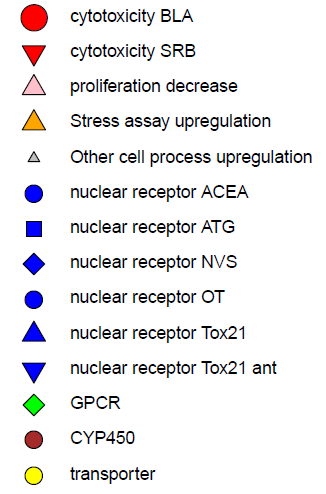 cytotoxicity BLA
cytotoxicity SRB
proliferation decrease
Stress assay upregulation
Other cell process upregulation
nuclear receptor ACEA
nuclear receptor ATG
nuclear receptor NVS
nuclear receptor OT
nuclear receptor Tox21
nuclear receptor Tox21 ant
GPCR
CYP450
transporter